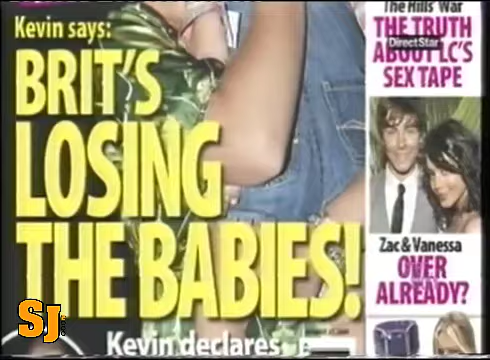 Kevin says:
BRIT'S
LOSING
THE BABIES!
Kevin declares
The Hills' War
THE TRUTH
ABOUT LC'S
SEX TAPE
DirectStar
Zac & Vanessa
OVER
ALREADY?
SJ